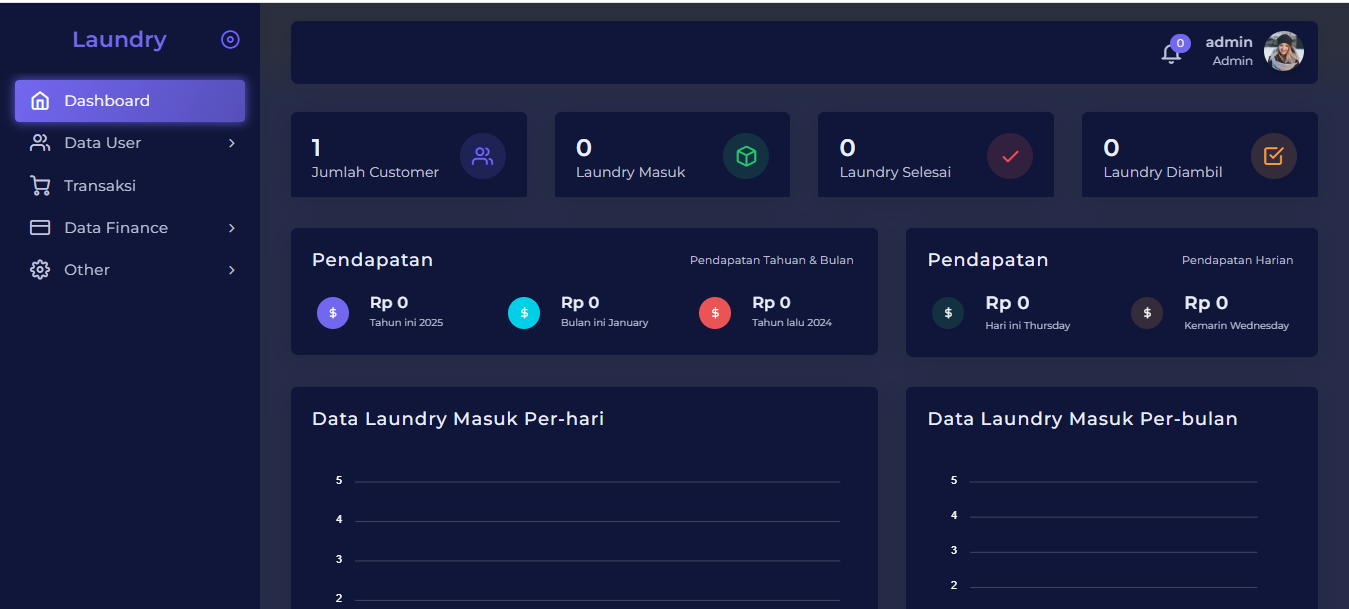 Laundry
Dashboard
Data User
Transaksi
Data Finance
Other
0
admin
Admin
1
Jumlah Customer
0
Laundry Masuk
0
Laundry Selesai
0
Laundry Diambil
Pendapatan
Pendapatan Tahuan & Bulan
$
Rp 0
Tahun ini 2025
$
Rp 0
Bulan ini January
$
Rp 0
Tahun lalu 2024
Pendapatan
Pendapatan Harian
$
Rp 0
Hari ini Thursday
$
Rp 0
Kemarin Wednesday
Data Laundry Masuk Per-hari
5
4
3
2
Data Laundry Masuk Per-bulan
5
4
3
2